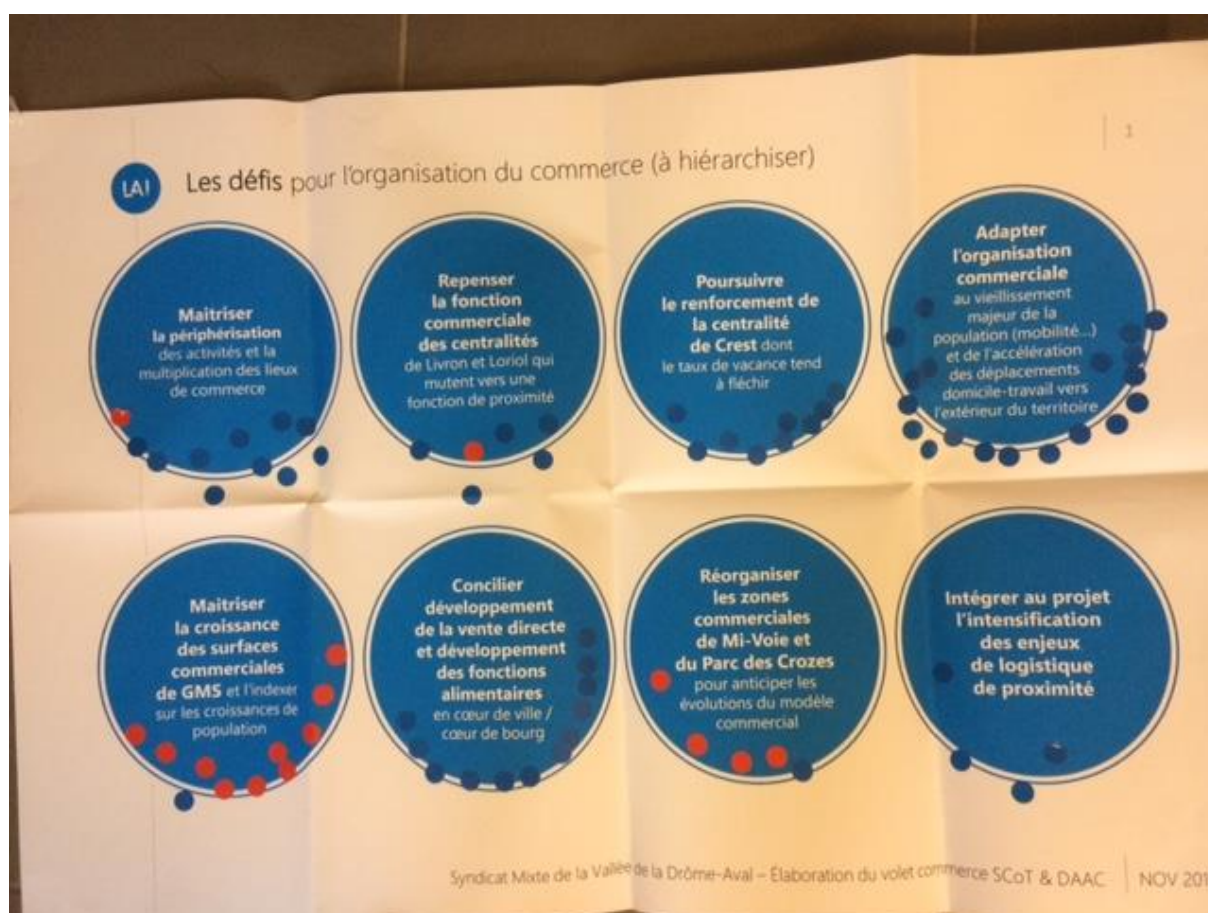 1
LAI
Les défis pour l'organisation du commerce (à hiérarchiser)
Maitriser
la périphérisation
des activités et la
multiplication des lieux
de commerce
Repenser
la fonction
commerciale
des centralités
de Livron et Loriol qui
mutent vers une
fonction de proximité
Poursuivre
le renforcement de
la centralité
de Crest dont
le taux de vacance tend
à fléchir
Adapter
l'organisation
commerciale
au vieillissement
majeur de la
population (mobilité...)
et de l'accélération
des déplacements
domicile-travail vers
l'extérieur du territoire
Maitriser
la croissance
des surfaces
commerciales
de GMS et l'indexer
sur les croissances de
population
Concilier
développement
de la vente directe
et développement
des fonctions
alimentaires
en cœur de ville /
cœur de bourg
Réorganiser
les zones
commerciales
de Mi-Voie et
du Parc des Crozes
pour anticiper les
évolutions du modèle
commercial
Intégrer au projet
l'intensification
des enjeux
de logistique
de proximité
Syndicat Mixte de la Vallée de la Drôme-Aval – Élaboration du volet commerce SCoT & DAAC
NOV 201